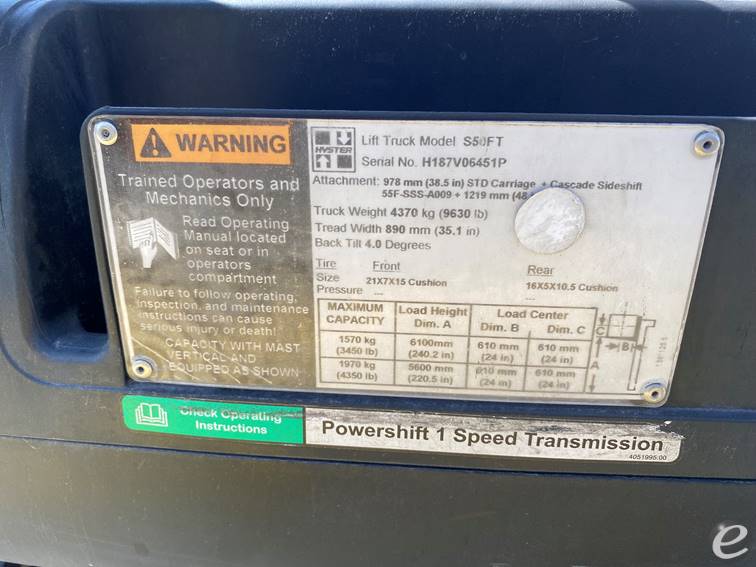 WARNING
Trained Operators and
Mechanics Only
Read Operating
Manual located
on seat or in
operators
compartment
Failure to follow operating,
inspection, and maintenance
instructions can cause
serious injury or death!
CAPACITY WITH MAST
VERTICAL AND
EQUIPPED AS SHOWN
HYSTER
Lift Truck Model S50FT
Serial No. H187V06451P
Attachment: 978 mm (38.5 in) STD Carriage + Cascade Sideshift
55F-SSS-A009 + 1219 mm (48
Truck Weight 4370 kg (9630 lb)
Tread Width 890 mm (35.1 in)
Back Tilt 4.0 Degrees
Tire Front Rear
Size 21X7X15 Cushion 16X5X10.5 Cushion
Pressure --- ---
MAXIMUM CAPACITY Load Height Dim. A Load Center Dim. B Dim. C
1570 kg (3450 lb) 6100mm (240.2 in) 610 mm (24 in) 610 mm (24 in)
1970 kg (4350 lb) 5600 mm (220.5 in) 610 mm (24 in) 610 mm (24 in)
C B A
Check Operating
Instructions
Powershift 1 Speed Transmission
4051995.00
e